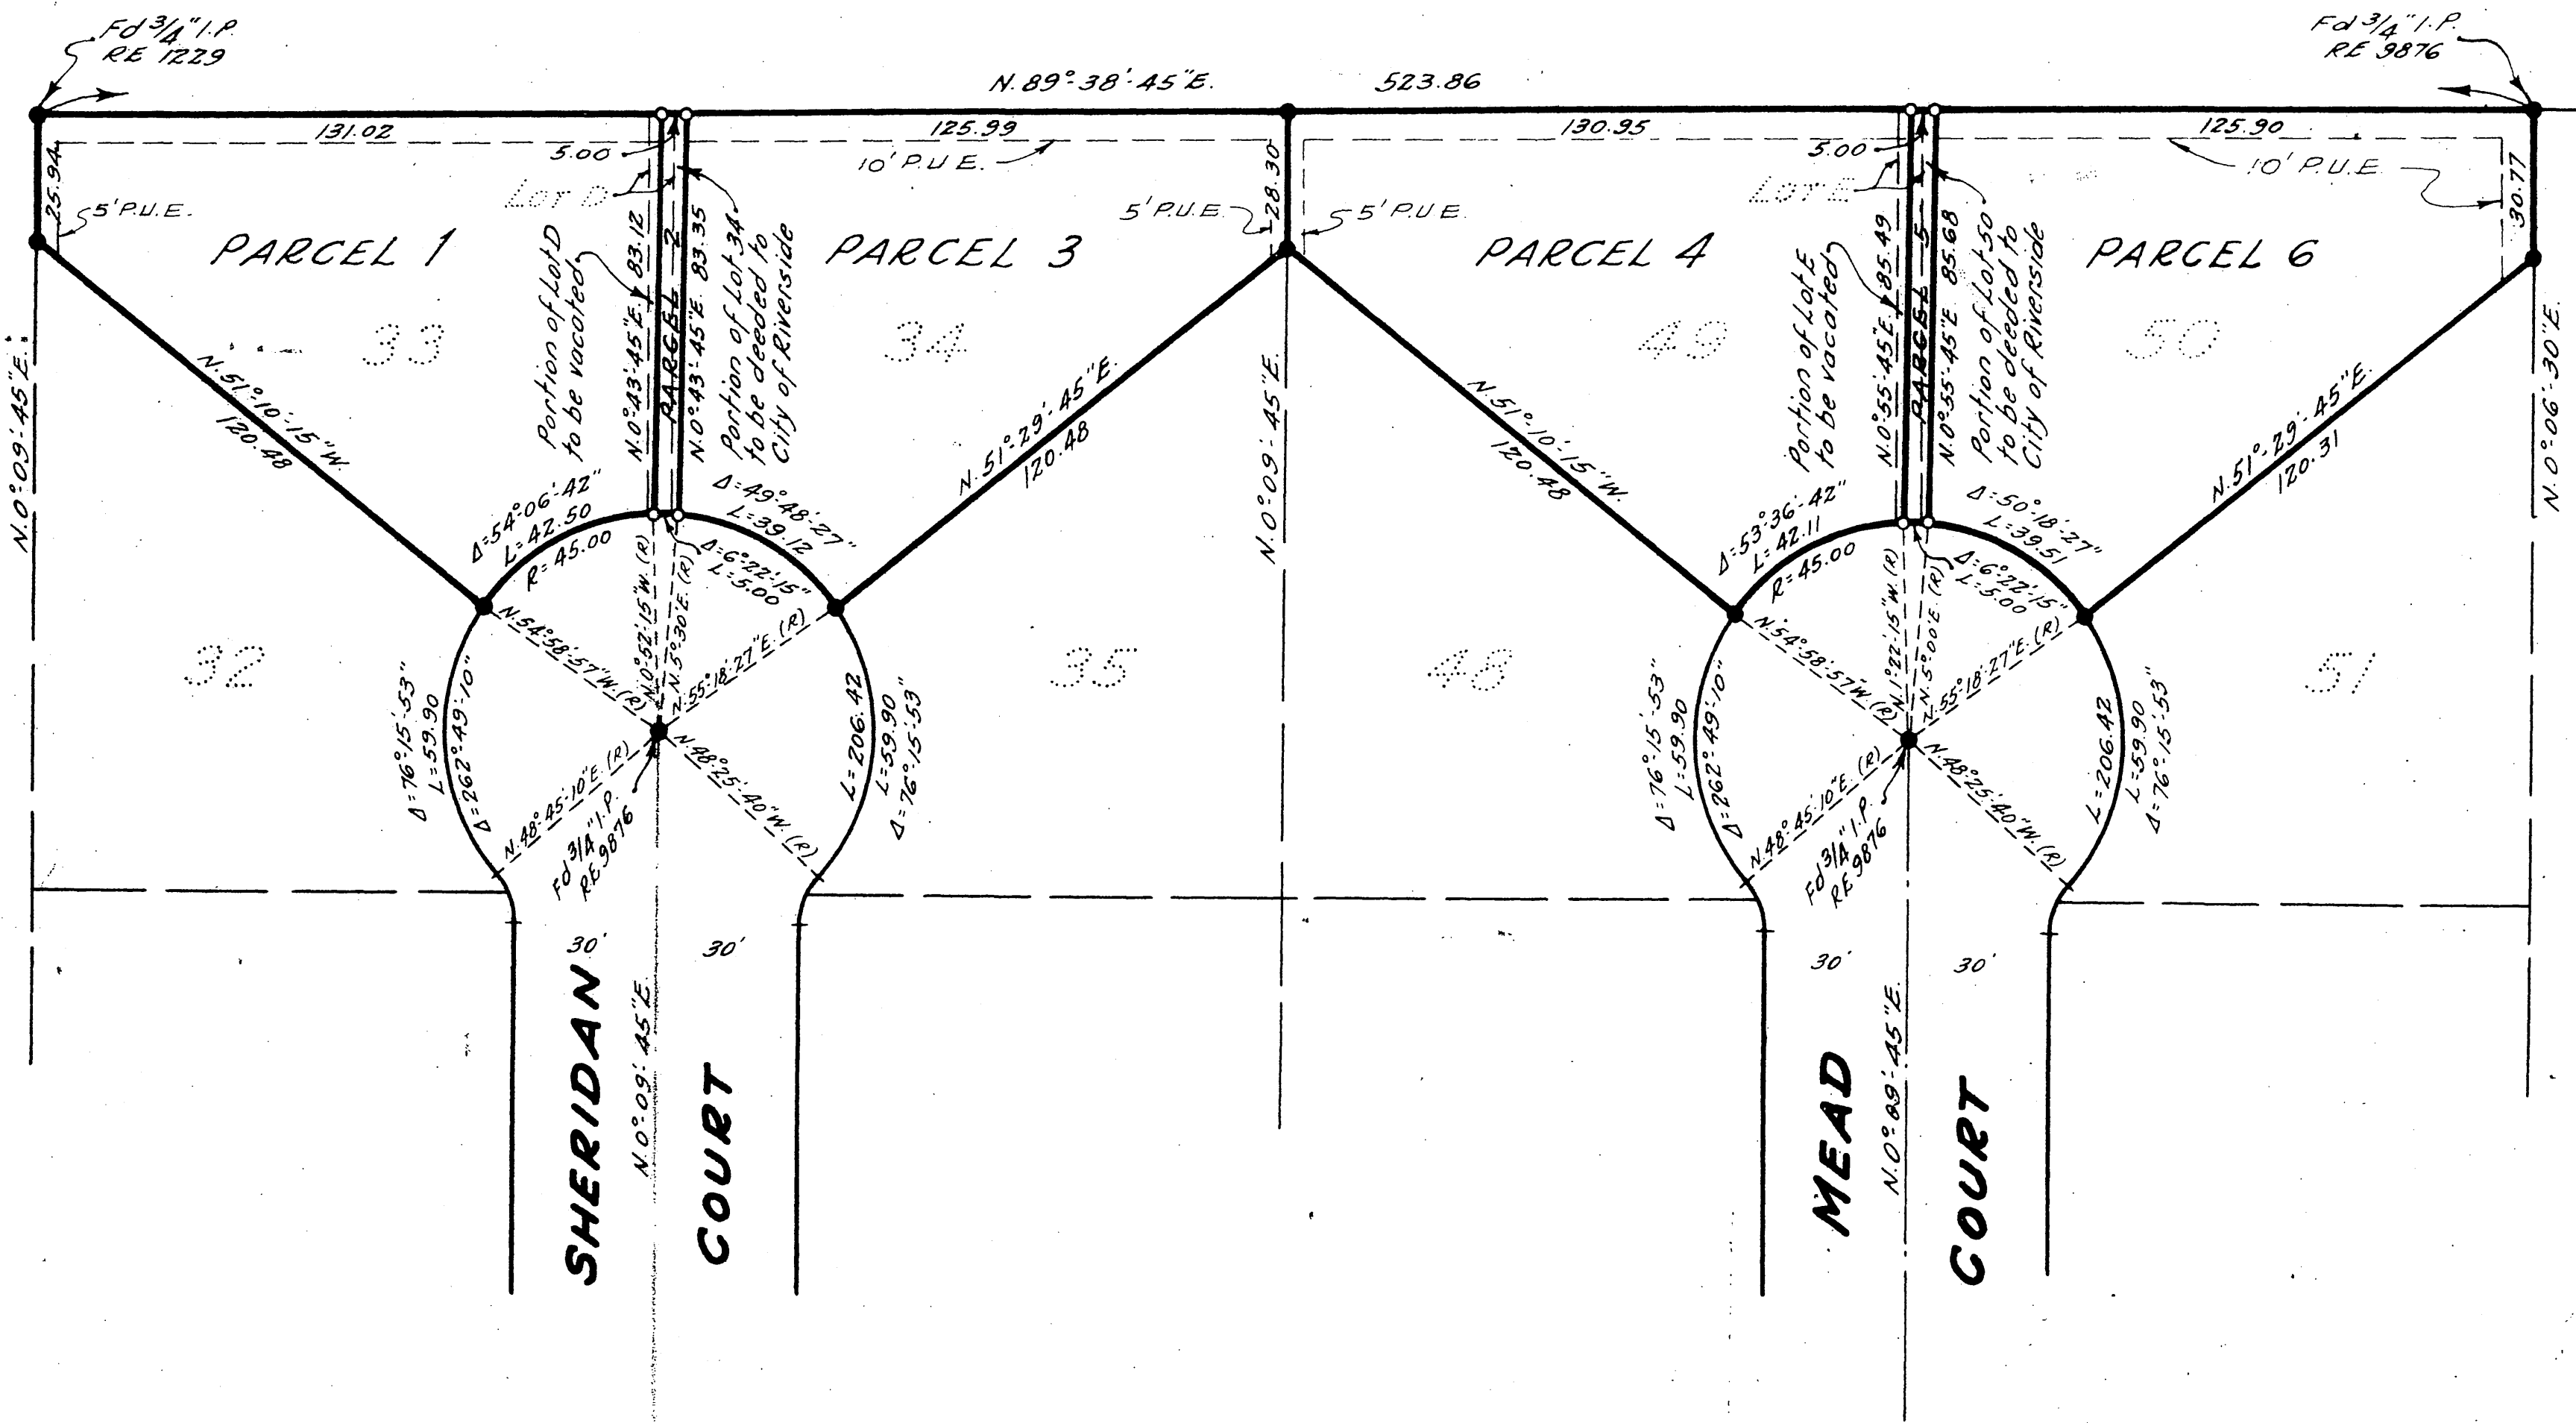 Fd 3/4" I.P.
RE 1229
Fd 3/4" I.P.
RE 9876
N. 89°-38'-45"E.
523.86
131.02
125.99
130.95
125.90
5.00
5.00
10' P.U.E.
10' P.U.E.
25.94
5' P.U.E.
LOT D
28.30
5' P.U.E.
5' P.U.E.
LOT E
30.77
PARCEL 1
PARCEL 3
PARCEL 4
PARCEL 6
Portion of Lot D
to be vacated
N.0°-43'-45"E. 83.12
PARCEL 2
N.0°-43'-45"E. 83.35
Portion of Lot 34
to be deeded to
City of Riverside
Portion of Lot E
to be vacated
N.0°-55'-45"E. 85.49
PARCEL 5
N.0°-55'-45"E 85.68
Portion of Lot 50
to be deeded to
City of Riverside
33
34
49
50
N.0°-09'-45"E.
N.51°-10'-15"W.
120.48
N.51°-29'-45"E.
120.48
N.0°-09'-45"E.
N.51°-10'-15"W.
120.48
N.51°-29'-45"E.
120.31
N.0°-06'-30"E.
Δ=54°-06'-42"
L=42.50
R=45.00
Δ=49°-48'-27"
L=39.12
Δ=6°-22'-15"
L=5.00
Δ=53°-36'-42"
L=42.11
R=45.00
Δ=50°-18'-27"
L=39.51
Δ=6°-22'-15"
L=5.00
N.54°-58'-57"W.(R)
N.0°-52'-15"W.(R)
N.5°-30'E.(R)
N.55°-18'-27"E.(R)
N.54°-58'-57"W.(R)
N.1°-22'-15"W.(R)
N.5°-00'E.(R)
N.55°-18'-27"E.(R)
32
35
48
51
Δ=76°-15'-53"
L=59.90
Δ=262°-49'-10"
L=206.42
L=59.90
Δ=76°-15'-53"
Δ=76°-15'-53"
L=59.90
Δ=262°-49'-10"
L=206.42
L=59.90
Δ=76°-15'-53"
N.48°-45'-10"E.(R)
N.48°-25'-40"W.(R)
Fd 3/4" I.P.
RE 9876
N.48°-45'-10"E.(R)
N.48°-25'-40"W.(R)
Fd 3/4" I.P.
RE 9876
30'
30'
30'
30'
SHERIDAN
N.0°-09'-45"E.
COURT
MEAD
N.0°-09'-45"E.
COURT